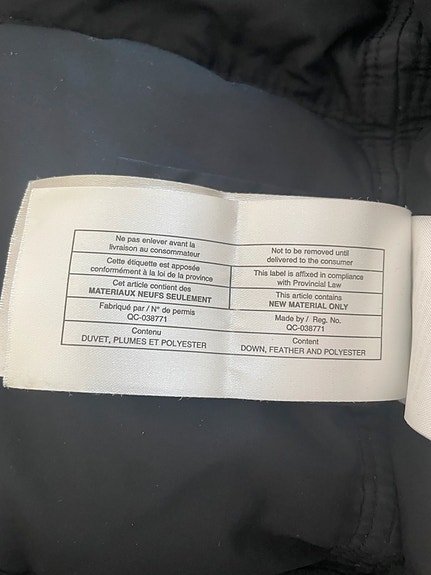 Ne pas enlever avant la
livraison au consommateur
Cette étiquette est apposée
conformément à la loi de la province
Cet article contient des
MATERIAUX NEUFS SEULEMENT
Fabriqué par / N° de permis
QC-038771
Contenu
DUVET, PLUMES ET POLYESTER
Not to be removed until
delivered to the consumer
This label is affixed in compliance
with Provincial Law
This article contains
NEW MATERIAL ONLY
Made by / Reg. No.
QC-038771
Content
DOWN, FEATHER AND POLYESTER